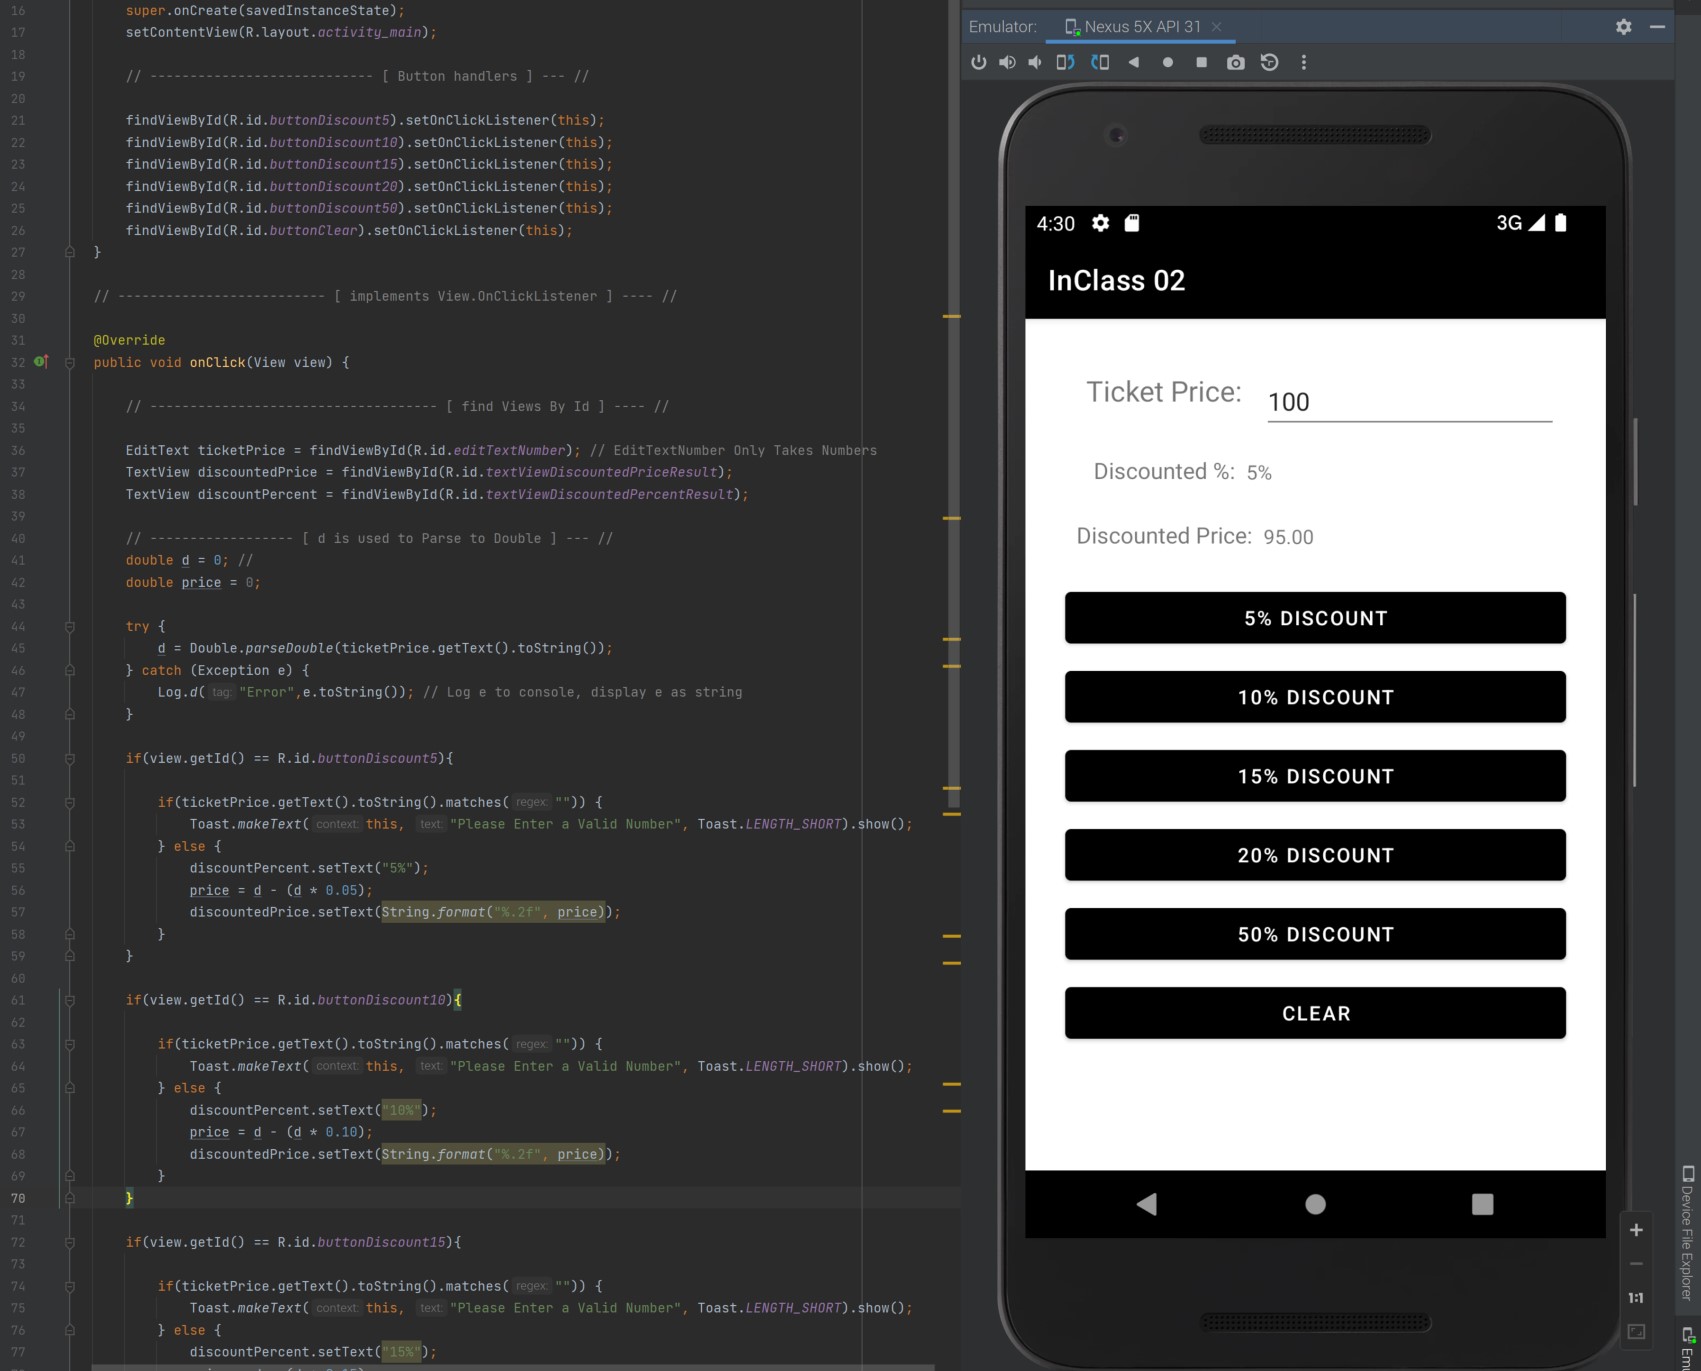 16 super.onCreate(savedInstanceState);
17 setContentView(R.layout.activity_main);
18
19 // ---------------------------- [ Button handlers ] --- //
20
21 findViewById(R.id.buttonDiscount5).setOnClickListener(this);
22 findViewById(R.id.buttonDiscount10).setOnClickListener(this);
23 findViewById(R.id.buttonDiscount15).setOnClickListener(this);
24 findViewById(R.id.buttonDiscount20).setOnClickListener(this);
25 findViewById(R.id.buttonDiscount50).setOnClickListener(this);
26 findViewById(R.id.buttonClear).setOnClickListener(this);
27 }
28
29 // -------------------------- [ implements View.OnClickListener ] ---- //
30
31 @Override
32 public void onClick(View view) {
33
34 // ------------------------------------ [ find Views By Id ] ---- //
35
36 EditText ticketPrice = findViewById(R.id.editTextNumber); // EditTextNumber Only Takes Numbers
37 TextView discountedPrice = findViewById(R.id.textViewDiscountedPriceResult);
38 TextView discountPercent = findViewById(R.id.textViewDiscountedPercentResult);
39
40 // ------------------ [ d is used to Parse to Double ] --- //
41 double d = 0; //
42 double price = 0;
43
44 try {
45 d = Double.parseDouble(ticketPrice.getText().toString());
46 } catch (Exception e) {
47 Log.d( tag: "Error",e.toString()); // Log e to console, display e as string
48 }
49
50 if(view.getId() == R.id.buttonDiscount5){
51
52 if(ticketPrice.getText().toString().matches( regex: "")) {
53 Toast.makeText( context: this, text: "Please Enter a Valid Number", Toast.LENGTH_SHORT).show();
54 } else {
55 discountPercent.setText("5%");
56 price = d - (d * 0.05);
57 discountedPrice.setText(String.format("%.2f", price));
58 }
59 }
60
61 if(view.getId() == R.id.buttonDiscount10){
62
63 if(ticketPrice.getText().toString().matches( regex: "")) {
64 Toast.makeText( context: this, text: "Please Enter a Valid Number", Toast.LENGTH_SHORT).show();
65 } else {
66 discountPercent.setText("10%");
67 price = d - (d * 0.10);
68 discountedPrice.setText(String.format("%.2f", price));
69 }
70 }
71
72 if(view.getId() == R.id.buttonDiscount15){
73
74 if(ticketPrice.getText().toString().matches( regex: "")) {
75 Toast.makeText( context: this, text: "Please Enter a Valid Number", Toast.LENGTH_SHORT).show();
76 } else {
77 discountPercent.setText("15%");
Emulator: Nexus 5X API 31
4:30 3G
InClass 02
Ticket Price: 100
Discounted %: 5%
Discounted Price: 95.00
5% DISCOUNT
10% DISCOUNT
15% DISCOUNT
20% DISCOUNT
50% DISCOUNT
CLEAR
1:1
Device File Explorer